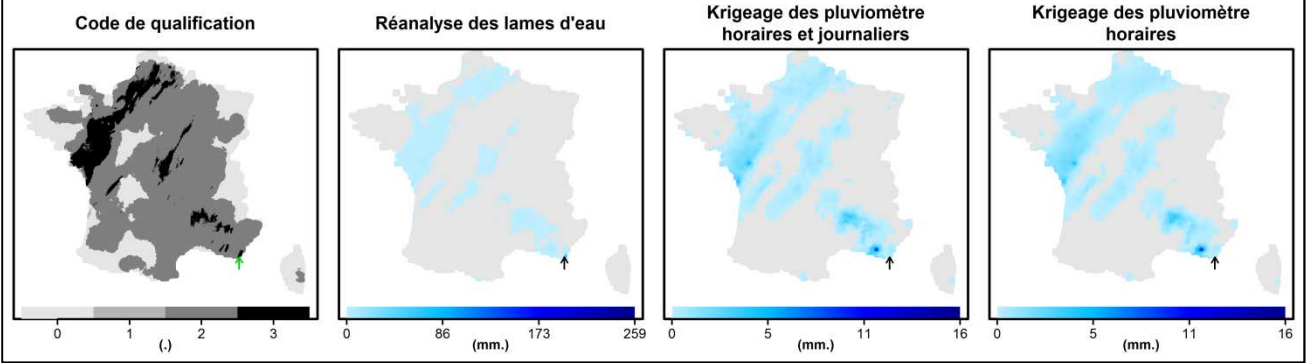 Code de qualification
Réanalyse des lames d'eau
Krigeage des pluviomètre
horaires et journaliers
Krigeage des pluviomètre
horaires
0 1 2 3
(.)
0 86 173 259
(mm.)
0 5 11 16
(mm.)
0 5 11 16
(mm.)